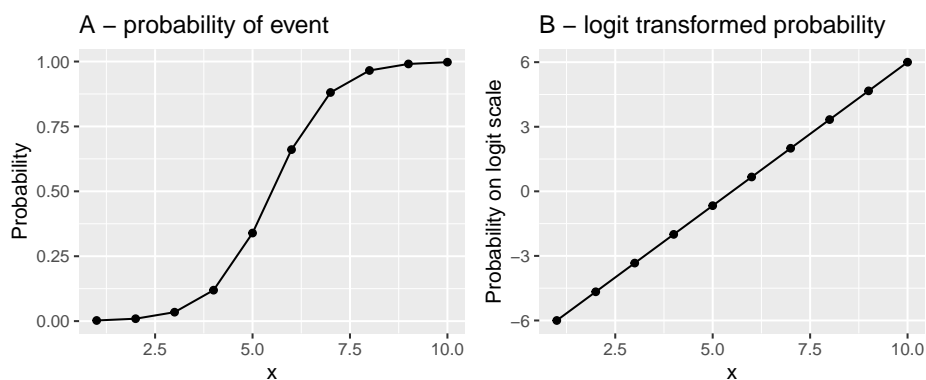 A – probability of event
1.00
0.75
0.50
0.25
0.00
Probability
2.5 5.0 7.5 10.0
x
B – logit transformed probability
6
3
0
−3
−6
Probability on logit scale
2.5 5.0 7.5 10.0
x